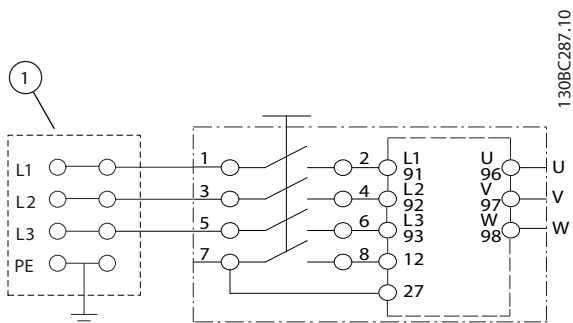 130BC287.10
1
L1 1 2 L1 91 U 96 U
L2 3 4 L2 92 V 97 V
L3 5 6 L3 93 W 98 W
PE 7 8 12
27